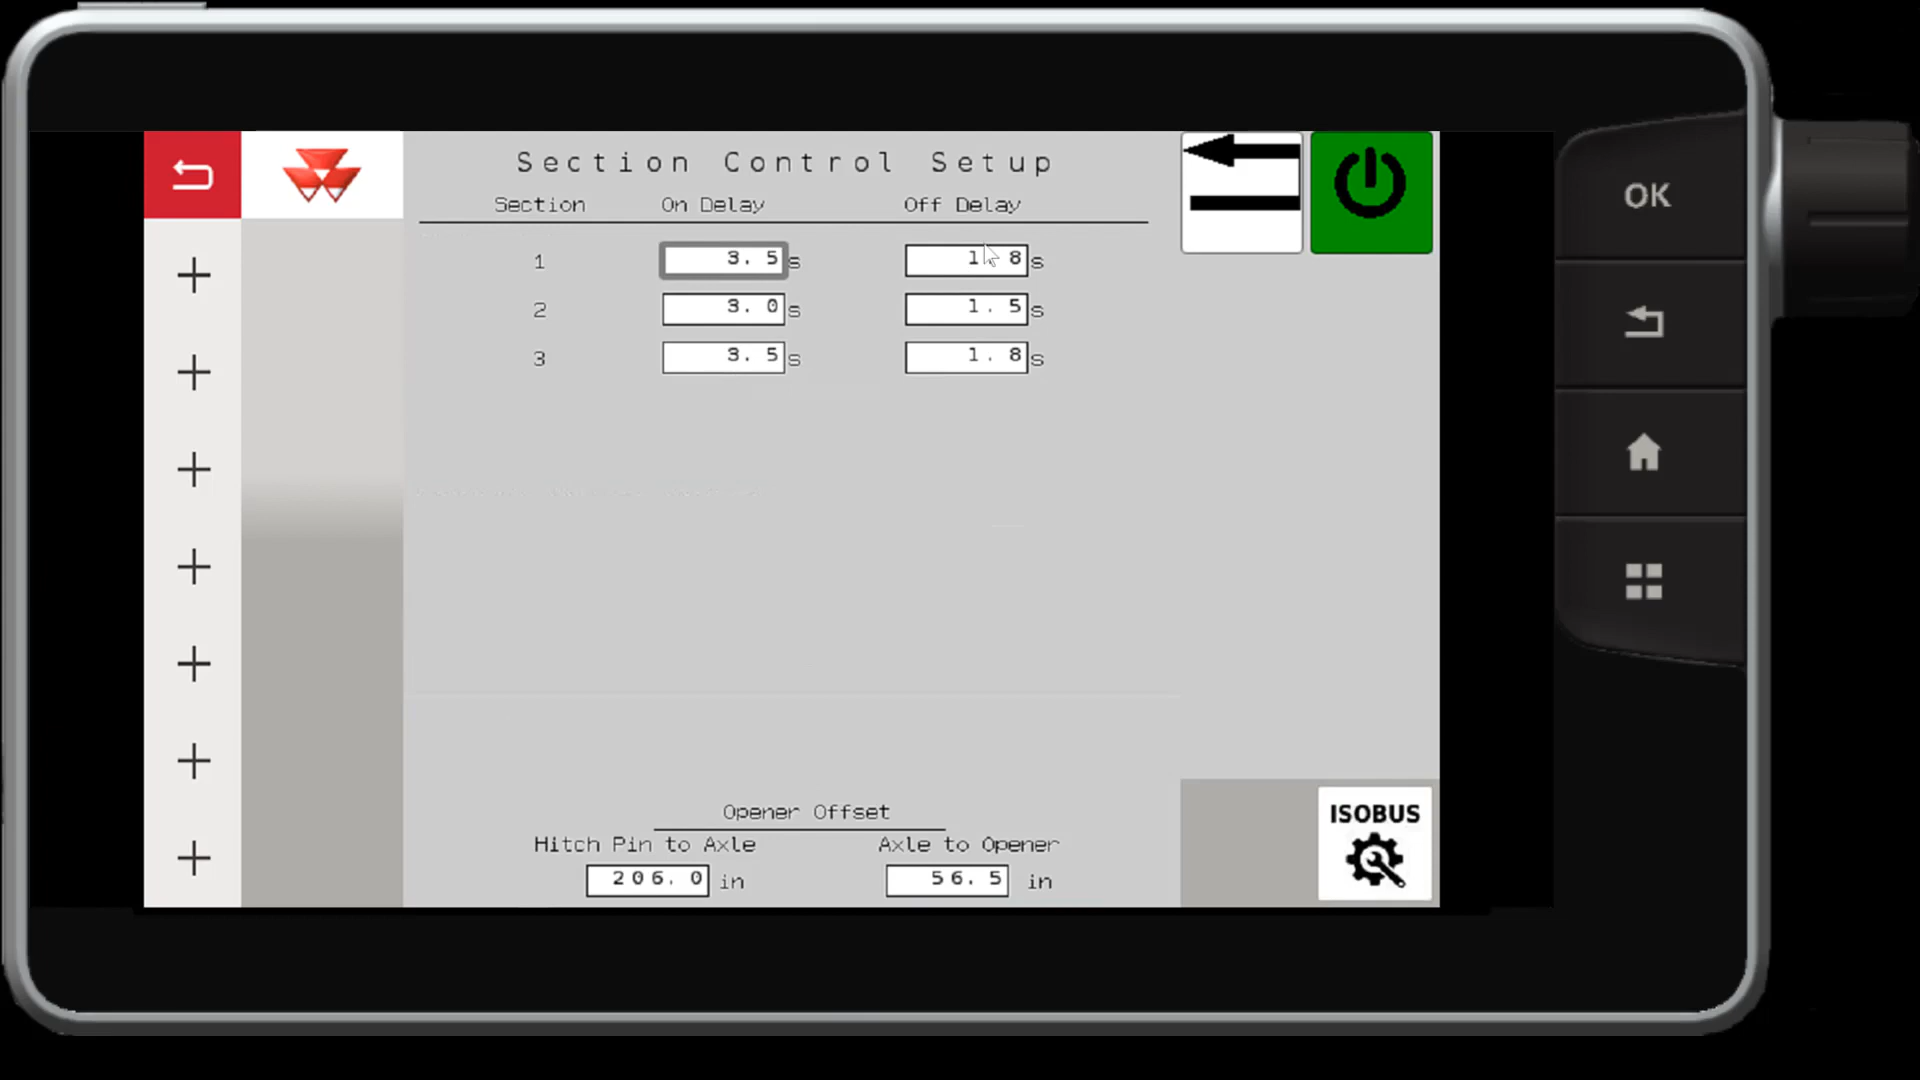 Section Control Setup
Section On Delay Off Delay
1 3.5 s 1.8 s
2 3.0 s 1.5 s
3 3.5 s 1.8 s
Opener Offset
Hitch Pin to Axle Axle to Opener
206.0 in 56.5 in
ISOBUS
OK